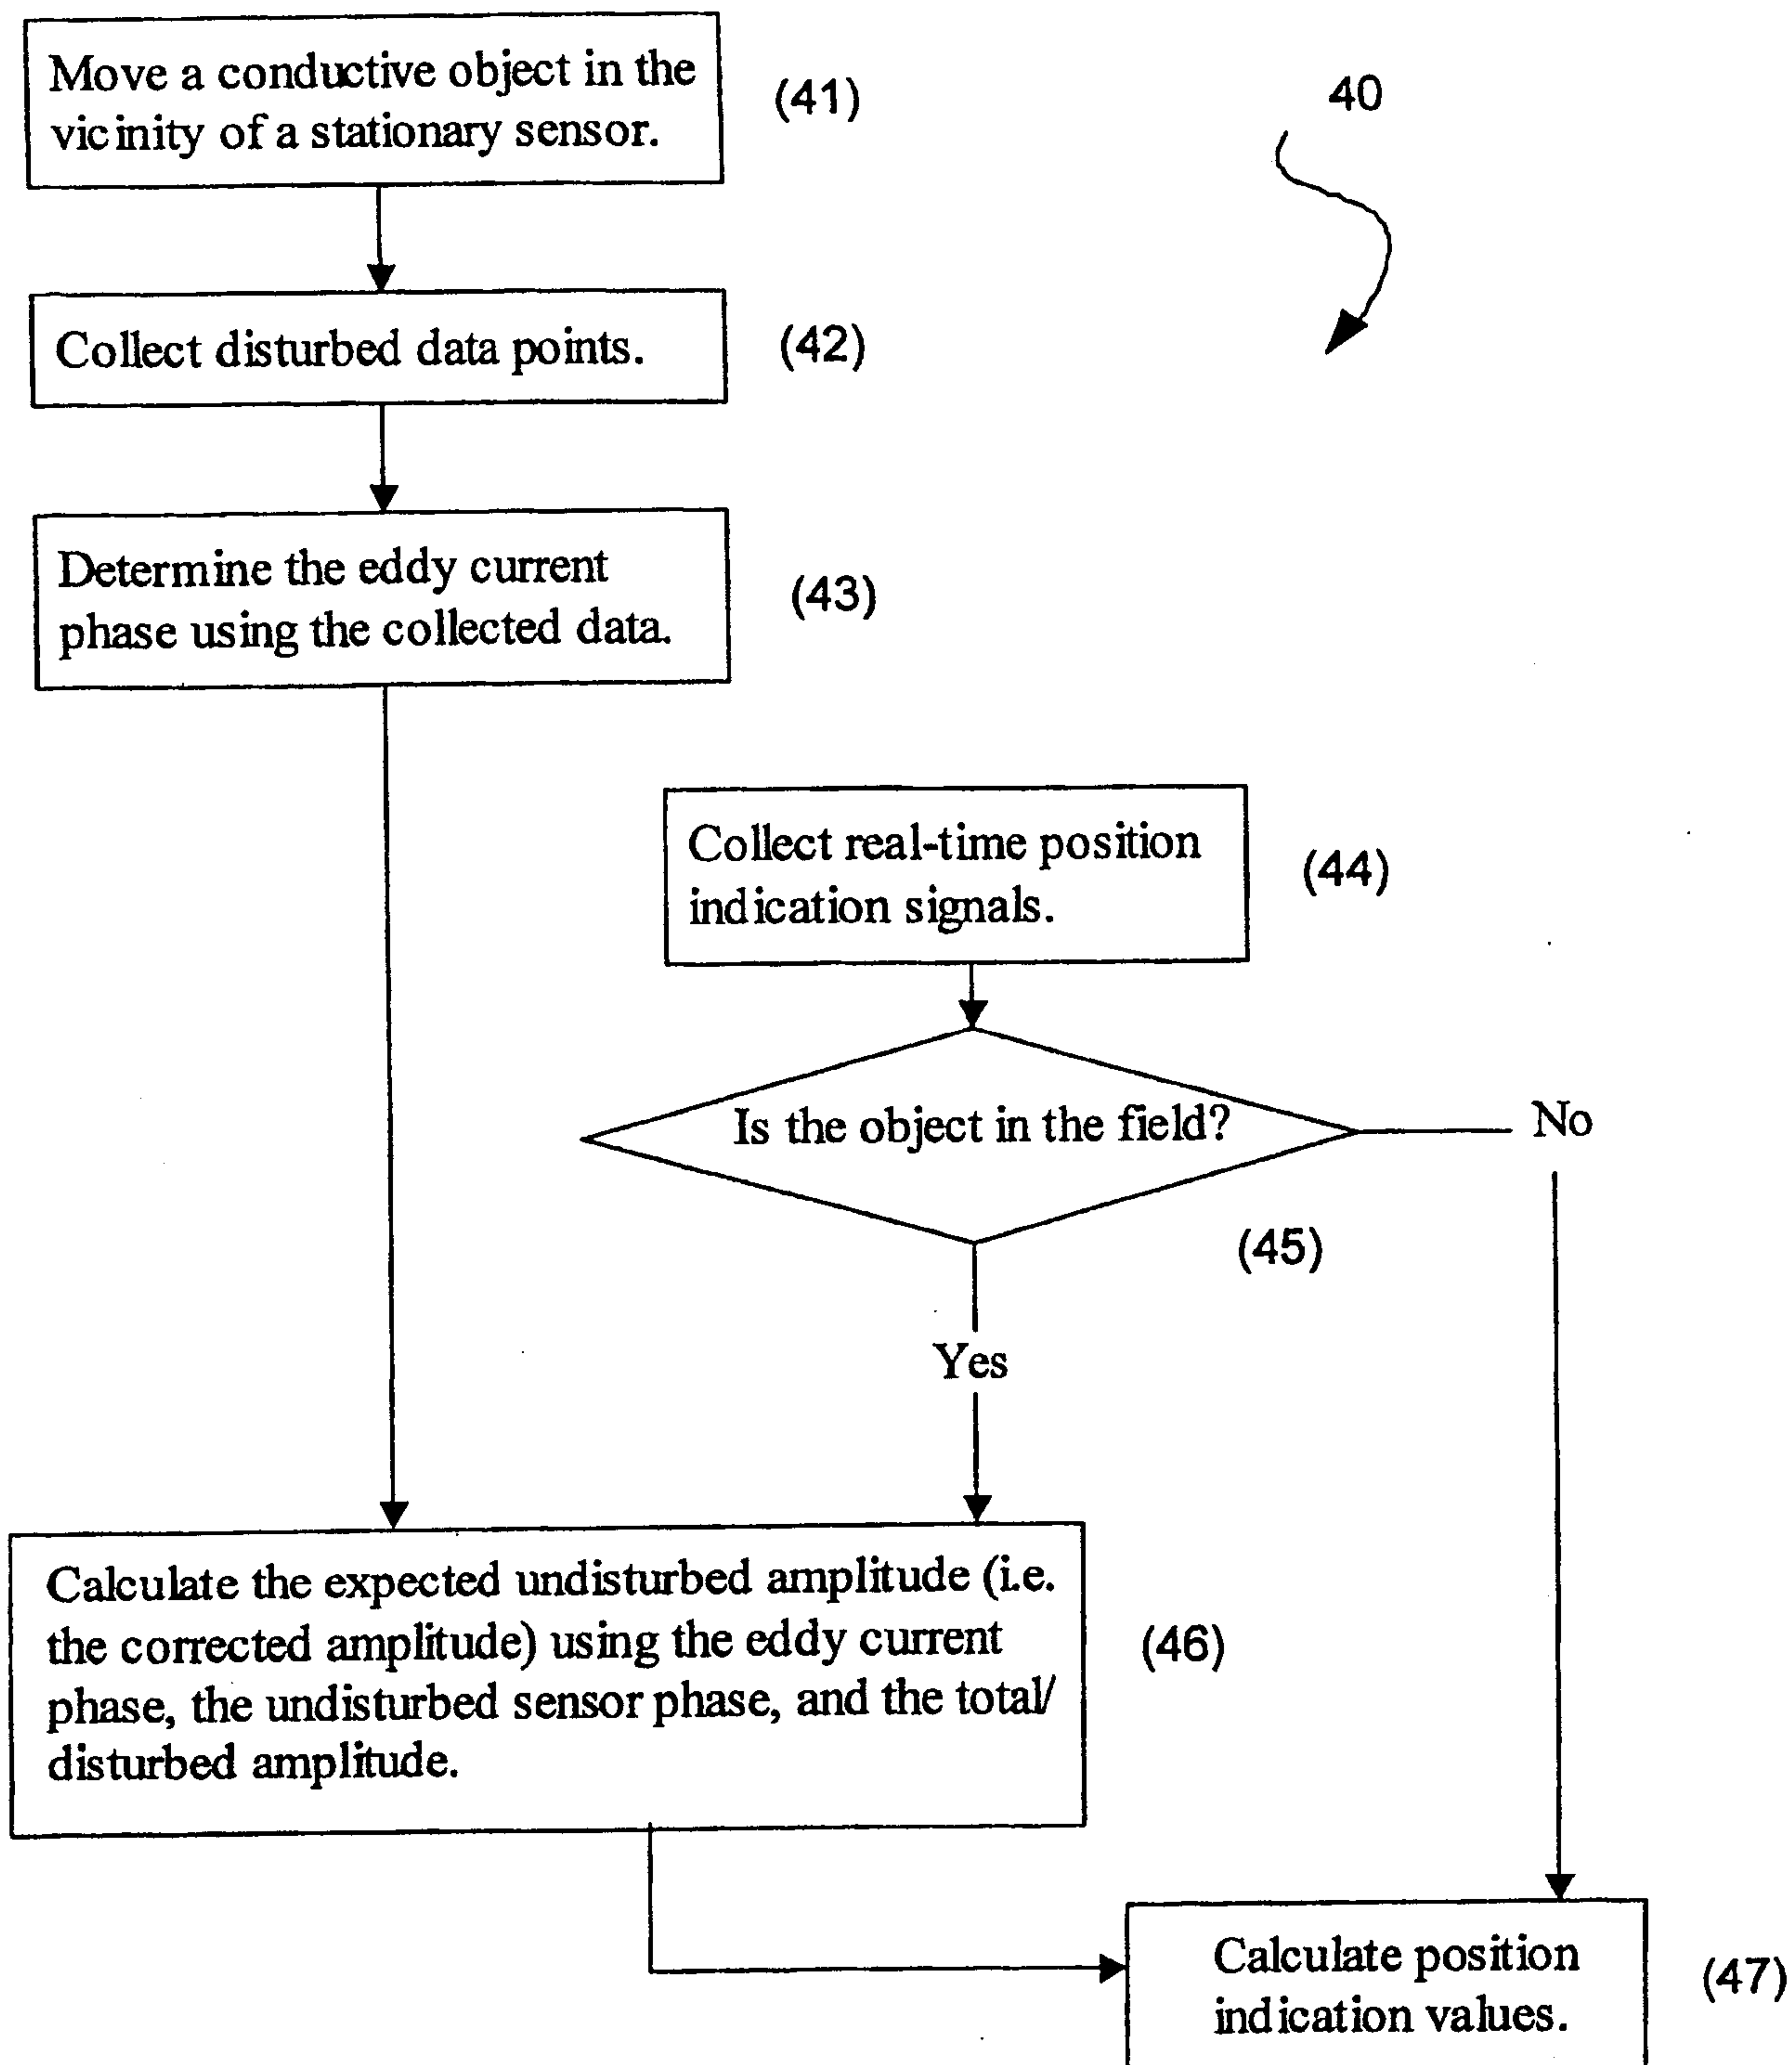 Move a conductive object in the
vicinity of a stationary sensor.
(41)
40
Collect disturbed data points.
(42)
Determine the eddy current
phase using the collected data.
(43)
Collect real-time position
indication signals.
(44)
Is the object in the field?
No
(45)
Yes
Calculate the expected undisturbed amplitude (i.e.
the corrected amplitude) using the eddy current
phase, the undisturbed sensor phase, and the total/
disturbed amplitude.
(46)
Calculate position
indication values.
(47)